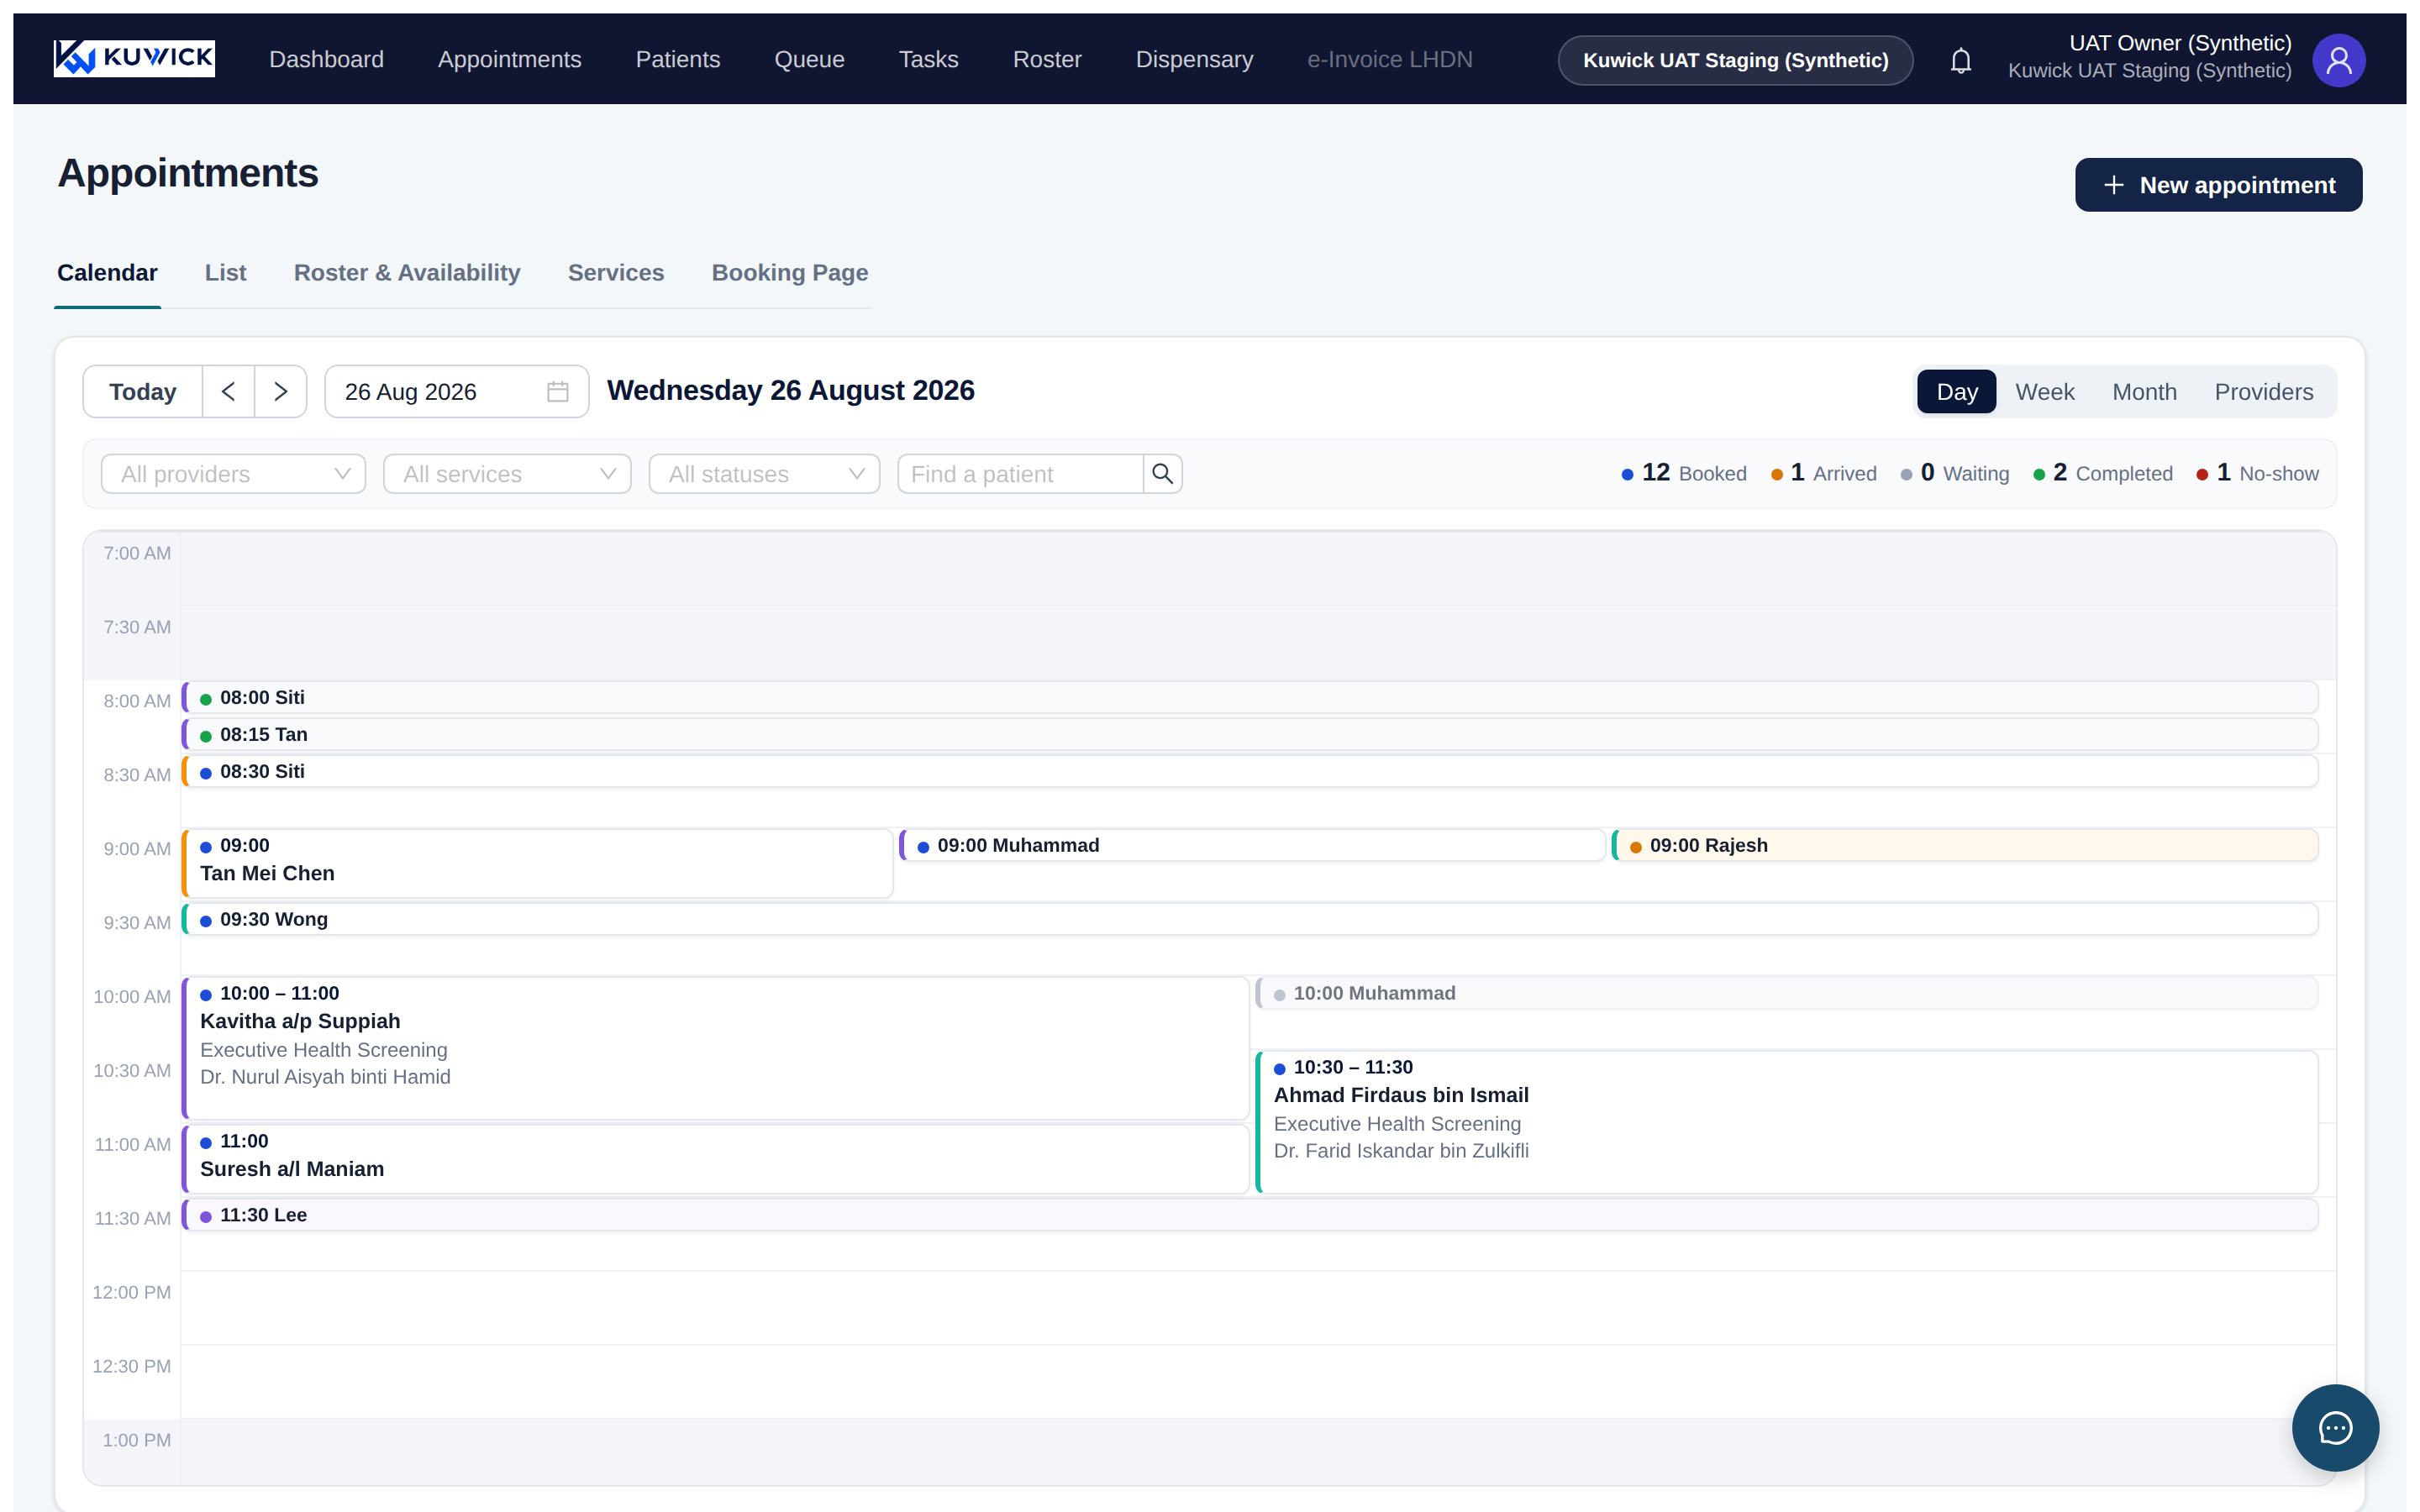 KUWICK
Dashboard
Appointments
Patients
Queue
Tasks
Roster
Dispensary
e-Invoice LHDN
Kuwick UAT Staging (Synthetic)
UAT Owner (Synthetic)
Kuwick UAT Staging (Synthetic)
Appointments
New appointment
Calendar
List
Roster & Availability
Services
Booking Page
Today
26 Aug 2026
Wednesday 26 August 2026
Day
Week
Month
Providers
All providers
All services
All statuses
Find a patient
12 Booked
1 Arrived
0 Waiting
2 Completed
1 No-show
7:00 AM
7:30 AM
8:00 AM
08:00 Siti
08:15 Tan
8:30 AM
08:30 Siti
9:00 AM
09:00
Tan Mei Chen
09:00 Muhammad
09:00 Rajesh
9:30 AM
09:30 Wong
10:00 AM
10:00 – 11:00
Kavitha a/p Suppiah
Executive Health Screening
Dr. Nurul Aisyah binti Hamid
10:00 Muhammad
10:30 AM
10:30 – 11:30
Ahmad Firdaus bin Ismail
Executive Health Screening
Dr. Farid Iskandar bin Zulkifli
11:00 AM
11:00
Suresh a/l Maniam
11:30 AM
11:30 Lee
12:00 PM
12:30 PM
1:00 PM